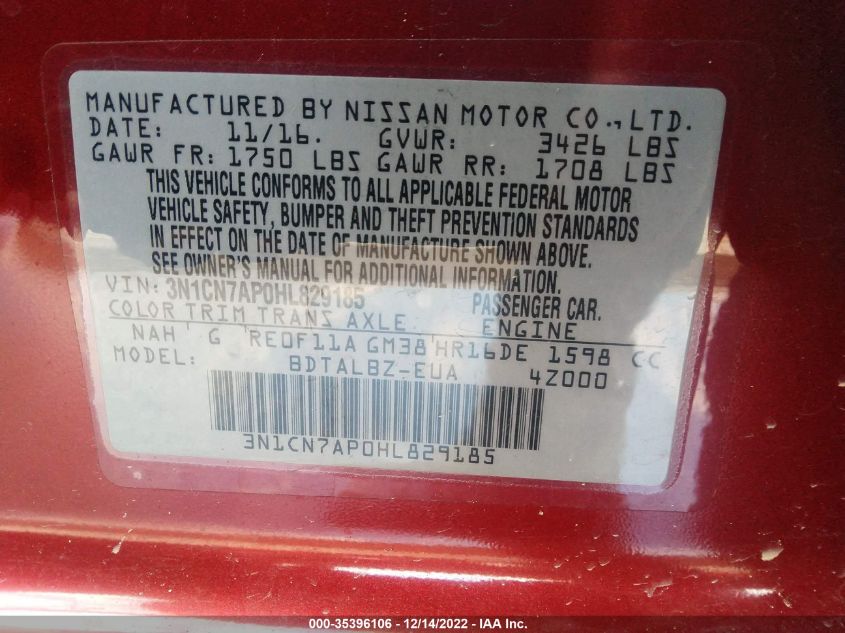 MANUFACTURED BY NISSAN MOTOR CO.,LTD.
DATE: 11/16. GVWR: 3426 LBS
GAWR FR: 1750 LBS GAWR RR: 1708 LBS
THIS VEHICLE CONFORMS TO ALL APPLICABLE FEDERAL MOTOR
VEHICLE SAFETY, BUMPER AND THEFT PREVENTION STANDARDS
IN EFFECT ON THE DATE OF MANUFACTURE SHOWN ABOVE.
SEE OWNER'S MANUAL FOR ADDITIONAL INFORMATION.
VIN: 3N1CN7AP0HL829185 PASSENGER CAR.
COLOR TRIM TRANS AXLE ENGINE
NAH G RE0F11A GM38 HR16DE 1598 CC
MODEL: BDTALBZ-EUA 4Z000
3N1CN7AP0HL829185
000-35396106 - 12/14/2022 - IAA Inc.